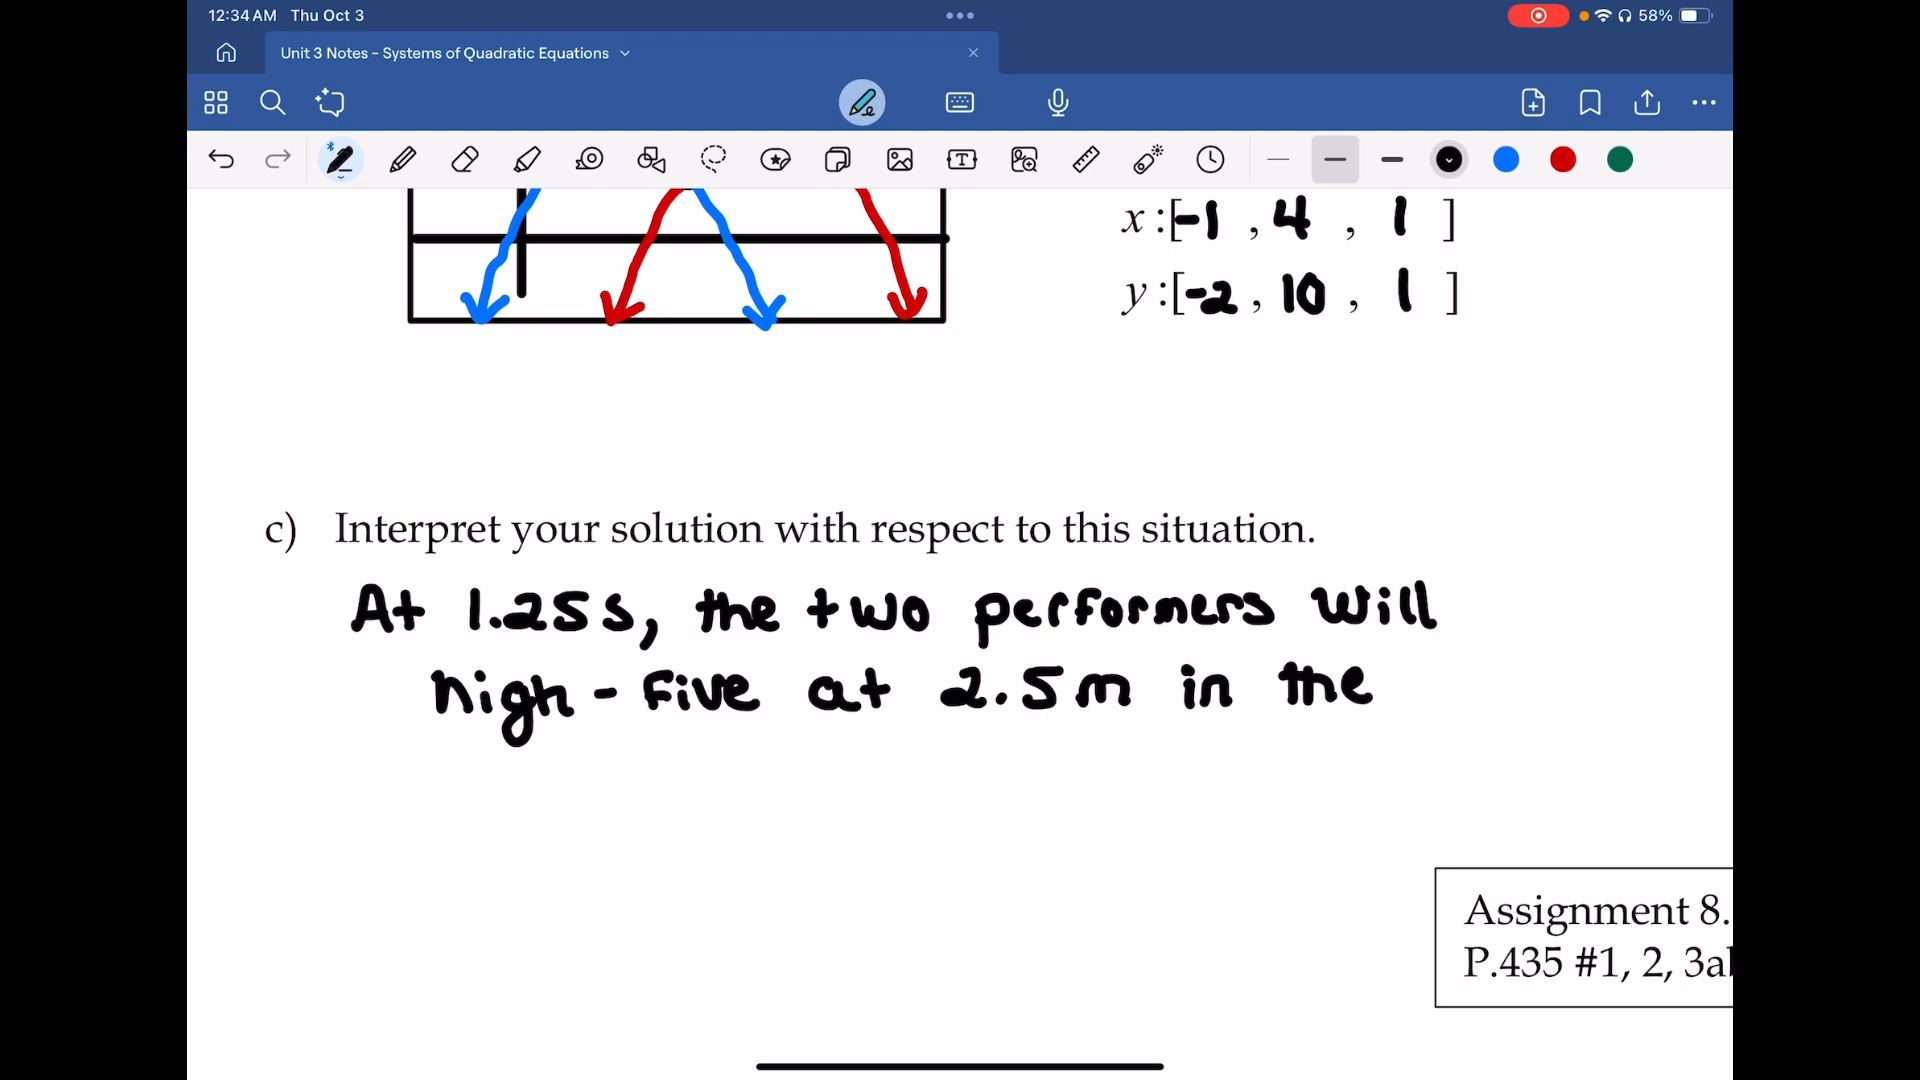 12:34 AM Thu Oct 3
58%
Unit 3 Notes - Systems of Quadratic Equations
x :[-1 , 4 , 1 ]
y :[-2 , 10 , 1 ]
c) Interpret your solution with respect to this situation.
At 1.25s, the two performers will
high-five at 2.5m in the
Assignment 8.
P.435 #1, 2, 3a